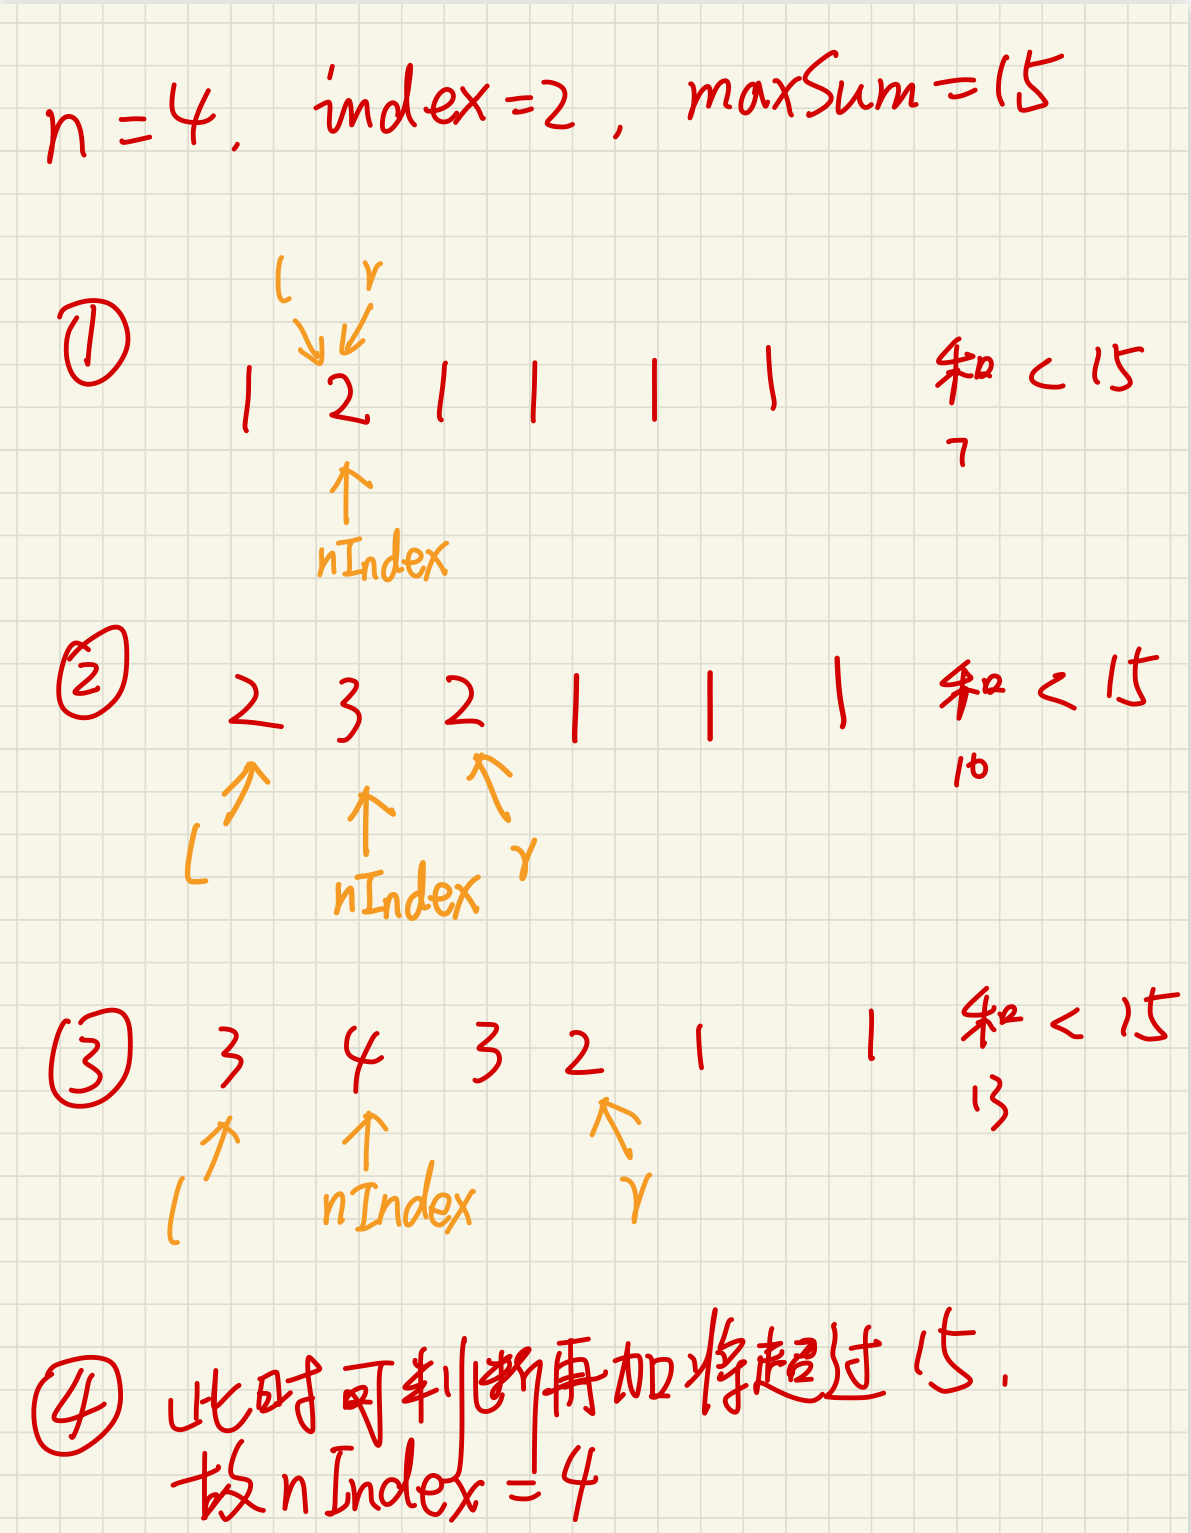 n=4. index=2, maxSum=15
① l r
1 2 1 1 1 1 和 < 15
7
nIndex
② 2 3 2 1 1 1 和 < 15
10
l nIndex r
③ 3 4 3 2 1 1 和 < 15
13
l nIndex r
④ 此时可判断再加将超过 15.
故 nIndex = 4